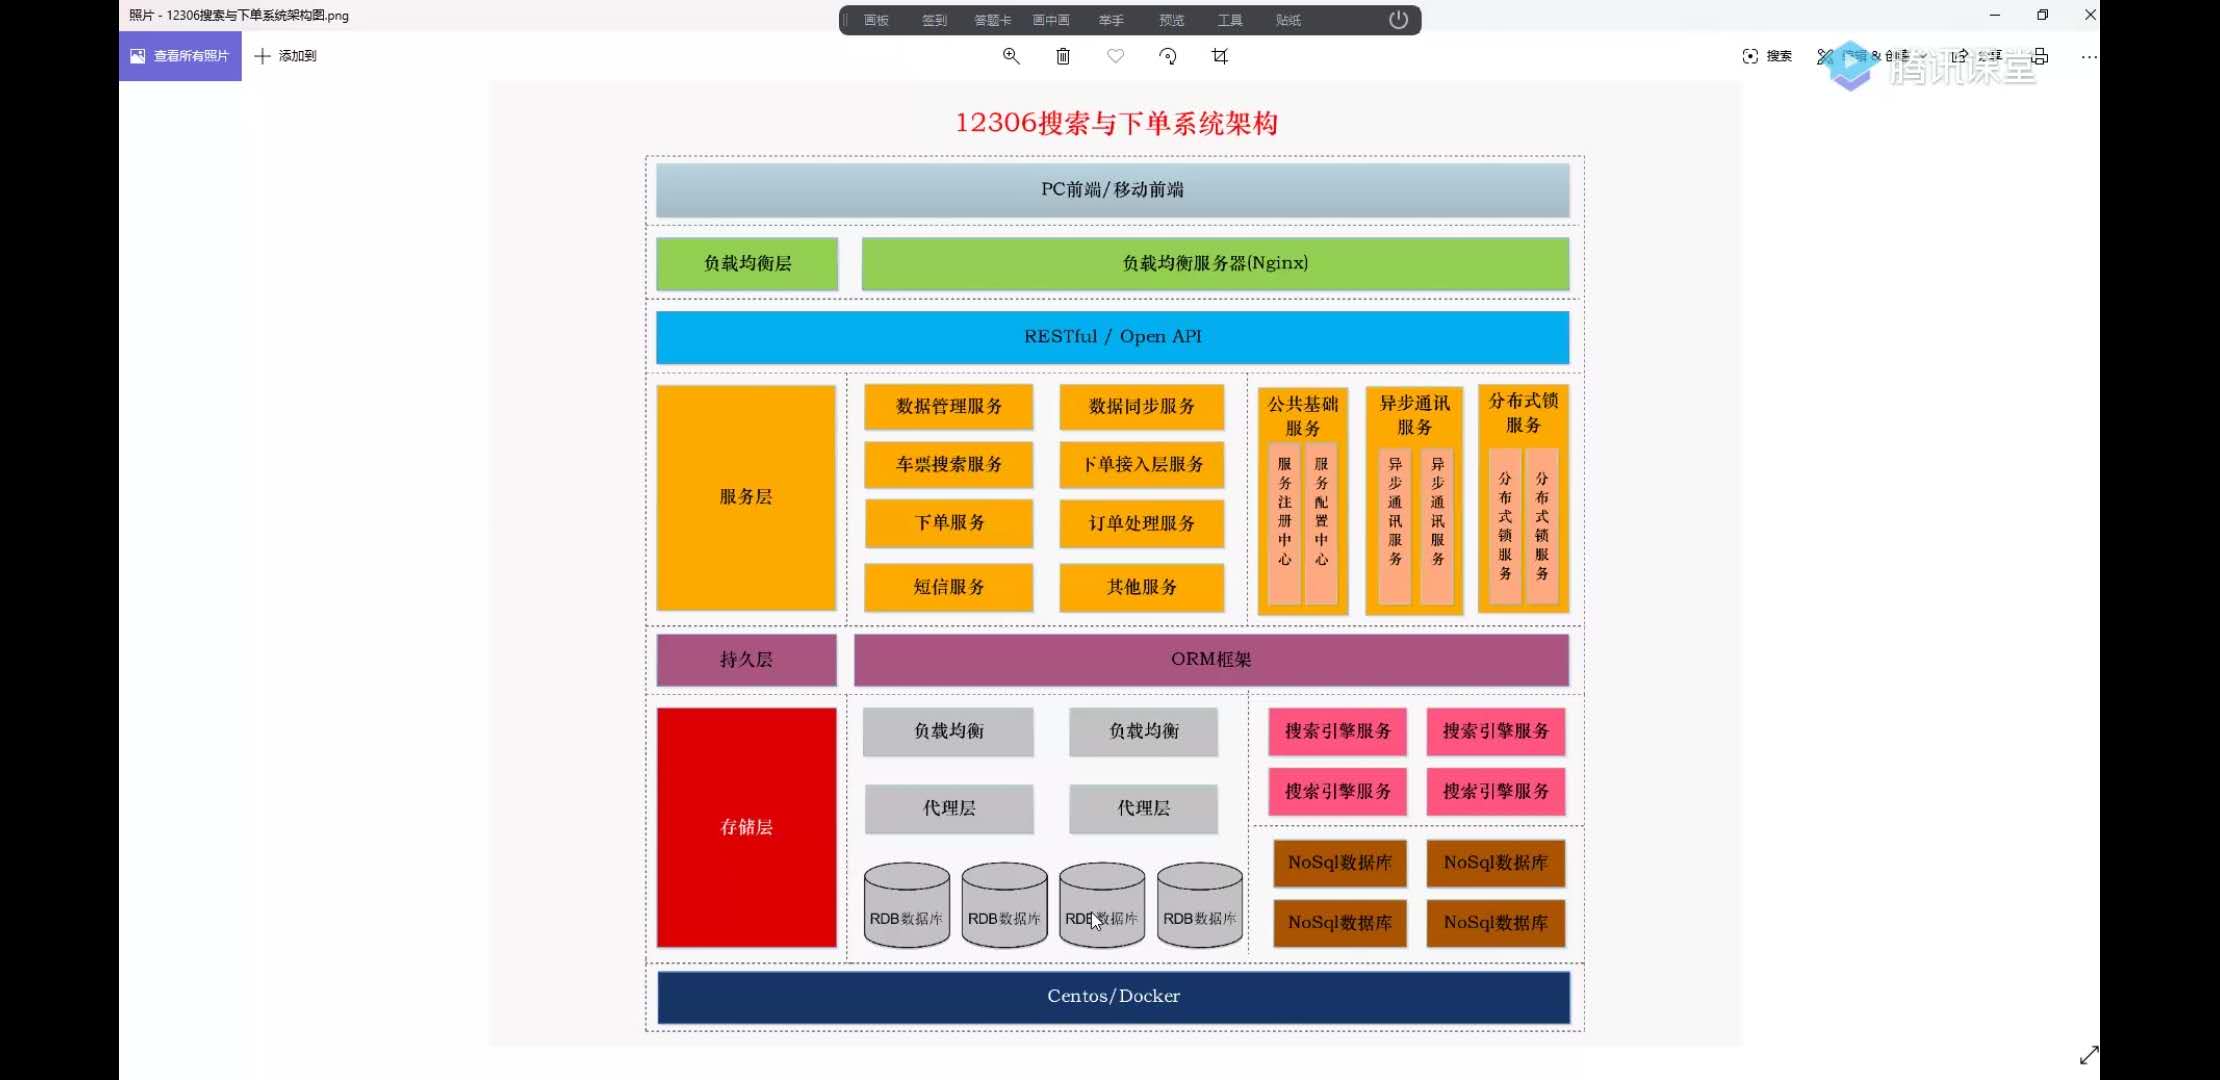 照片 - 12306搜索与下单系统架构图.png
画板 签到 答题卡 画中画 举手 预览 工具 贴纸
查看所有照片 添加到
搜索 编辑 & 创建 分享
腾讯课堂
12306搜索与下单系统架构
PC前端/移动前端
负载均衡层 负载均衡服务器(Nginx)
RESTful / Open API
服务层
数据管理服务 数据同步服务
车票搜索服务 下单接入层服务
下单服务 订单处理服务
短信服务 其他服务
公共基础
服务
服务注册中心
服务配置中心
异步通讯
服务
异步通讯服务
异步通讯服务
分布式锁
服务
分布式锁服务
分布式锁服务
持久层 ORM框架
存储层
负载均衡 负载均衡
代理层 代理层
RDB数据库 RDB数据库 RDB数据库 RDB数据库
搜索引擎服务 搜索引擎服务
搜索引擎服务 搜索引擎服务
NoSql数据库 NoSql数据库
NoSql数据库 NoSql数据库
Centos/Docker